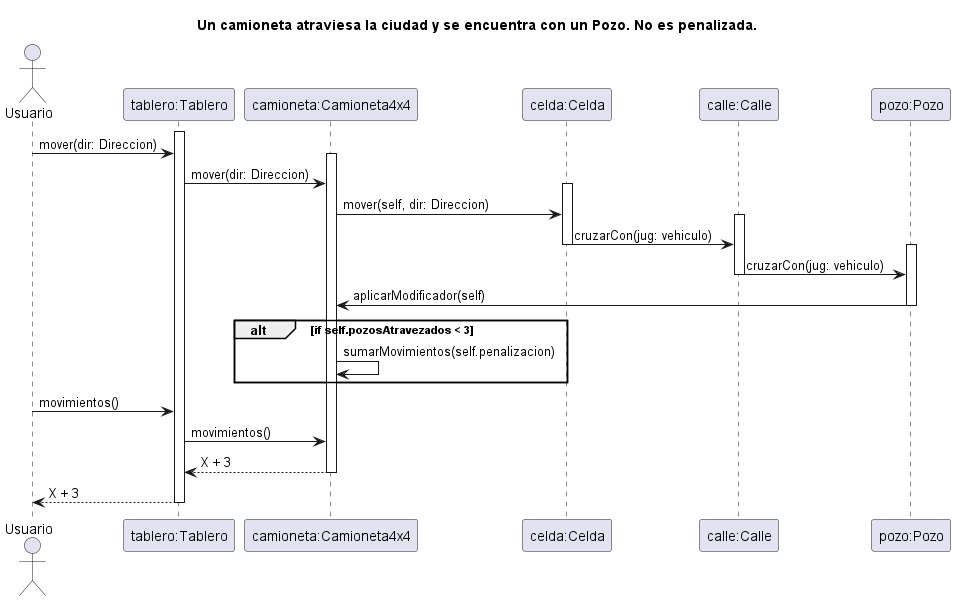 Un camioneta atraviesa la ciudad y se encuentra con un Pozo. No es penalizada.
Usuario
tablero:Tablero
camioneta:Camioneta4x4
celda:Celda
calle:Calle
pozo:Pozo
mover(dir: Direccion)
mover(dir: Direccion)
mover(self, dir: Direccion)
cruzarCon(jug: vehiculo)
cruzarCon(jug: vehiculo)
aplicarModificador(self)
alt [if self.pozosAtravezados < 3]
sumarMovimientos(self.penalizacion)
movimientos()
movimientos()
X + 3
X + 3
Usuario
tablero:Tablero
camioneta:Camioneta4x4
celda:Celda
calle:Calle
pozo:Pozo